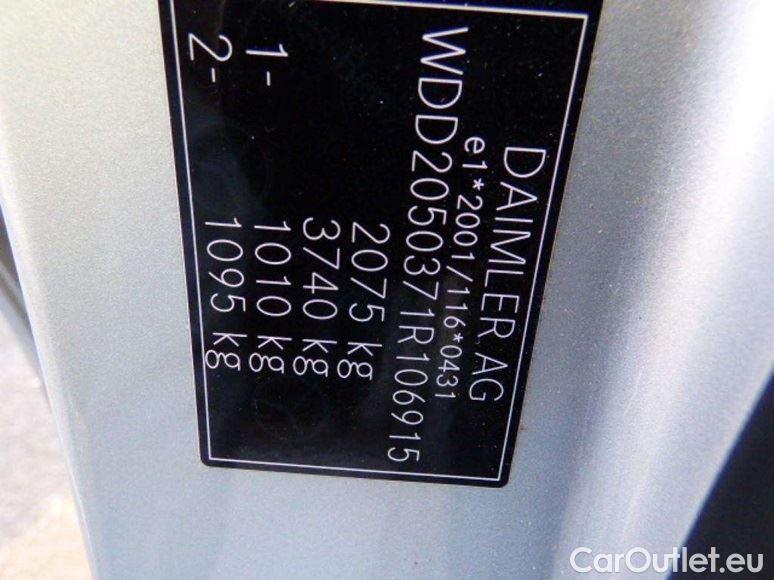 DAIMLER AG
e1*2001/116*0431
WDD2050371R106915
2075 kg
3740 kg
1- 1010 kg
2- 1095 kg
CarOutlet.eu